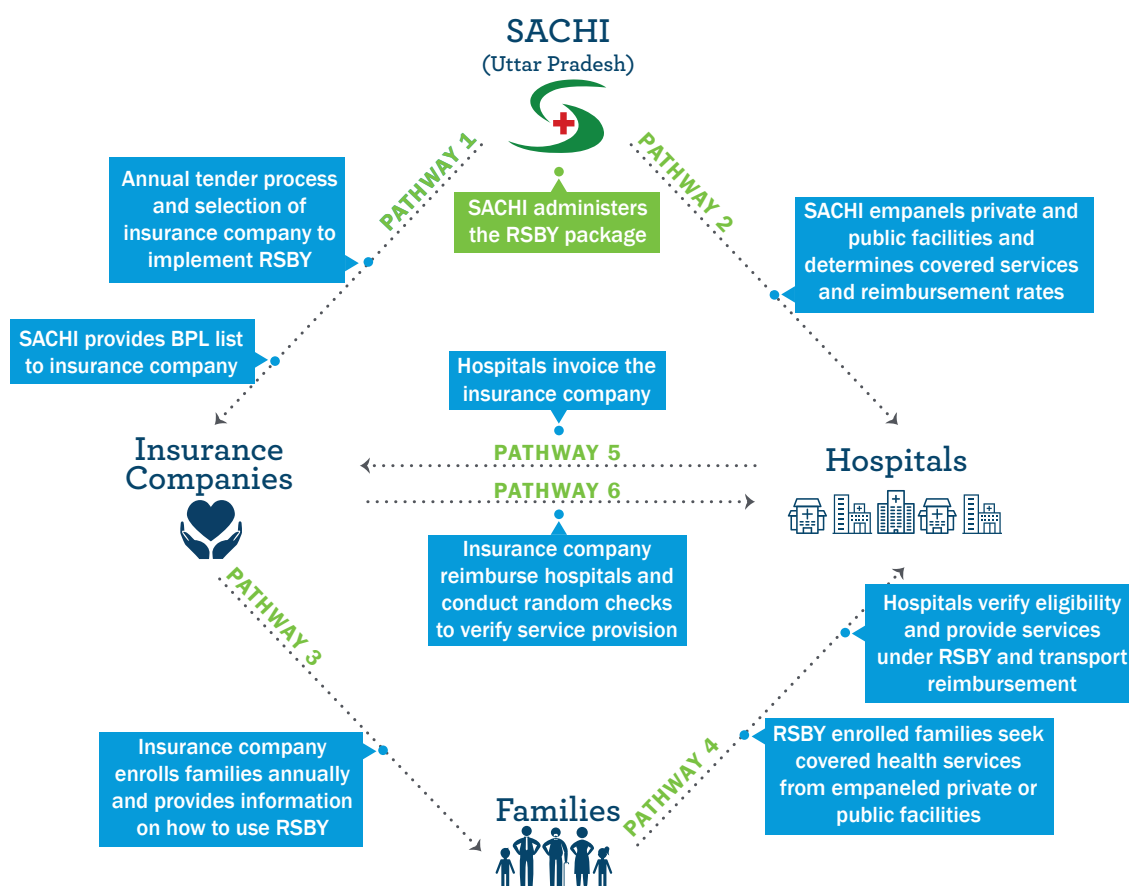 SACHI
(Uttar Pradesh)
PATHWAY 1
PATHWAY 2
Annual tender process
and selection of
insurance company to
implement RSBY
SACHI administers
the RSBY package
SACHI empanels private and
public facilities and
determines covered services
and reimbursement rates
SACHI provides BPL list
to insurance company
Hospitals invoice the
insurance company
Insurance
Companies
PATHWAY 5
PATHWAY 6
Hospitals
Insurance company
reimburse hospitals and
conduct random checks
to verify service provision
PATHWAY 3
Hospitals verify eligibility
and provide services
under RSBY and transport
reimbursement
Insurance company
enrolls families annually
and provides information
on how to use RSBY
PATHWAY 4
RSBY enrolled families seek
covered health services
from empaneled private or
public facilities
Families